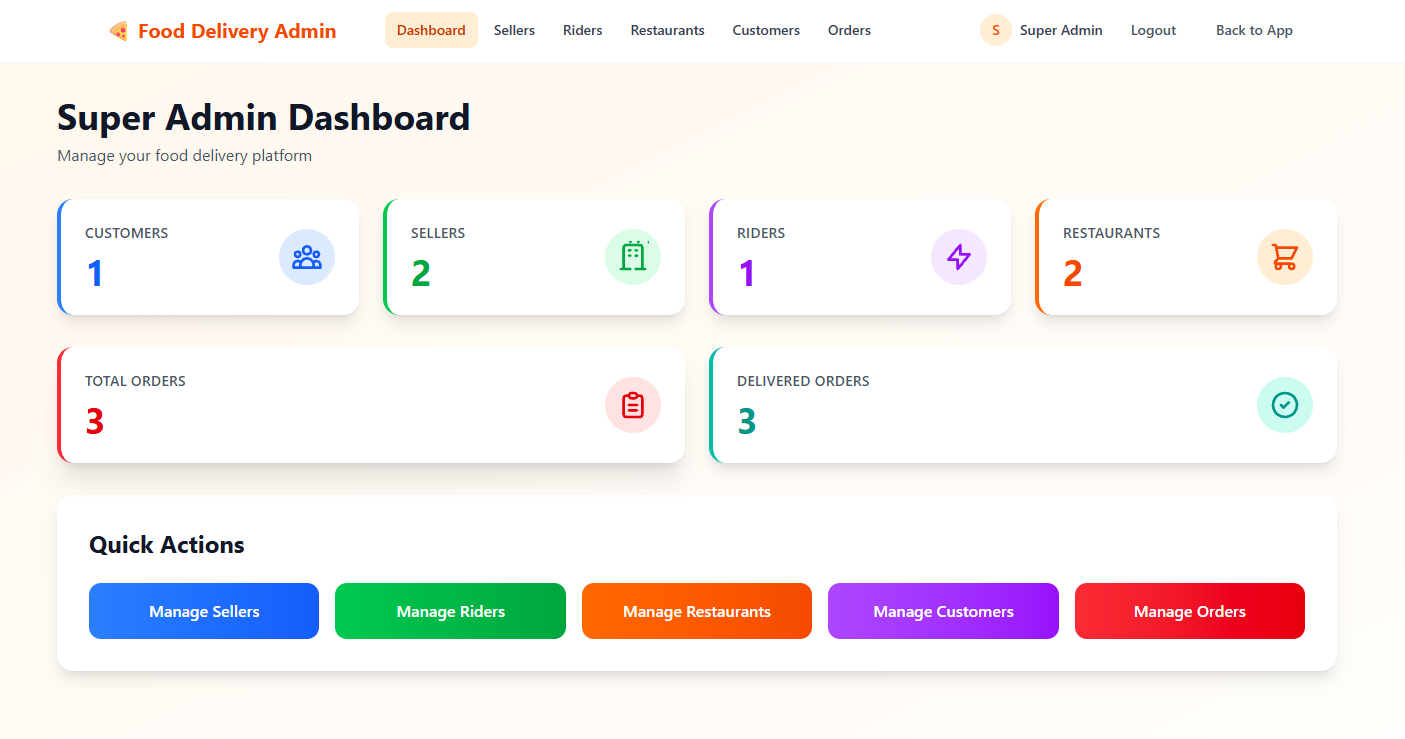 Food Delivery Admin Dashboard Sellers Riders Restaurants Customers Orders S Super Admin Logout Back to App
Super Admin Dashboard
Manage your food delivery platform
CUSTOMERS SELLERS RIDERS RESTAURANTS
1 2 1 2
TOTAL ORDERS DELIVERED ORDERS
3 3
Quick Actions
Manage Sellers Manage Riders Manage Restaurants Manage Customers Manage Orders